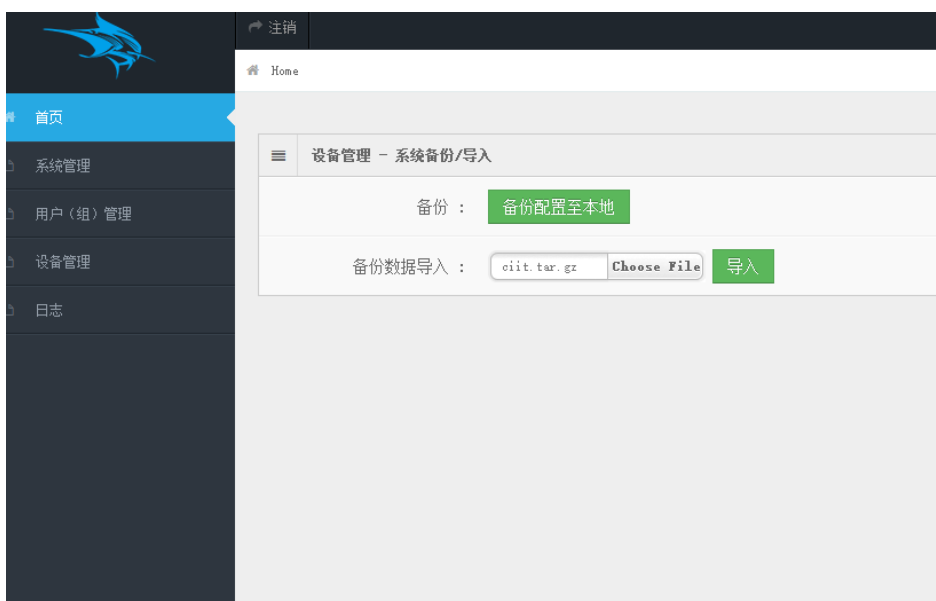 注销
Home
首页
系统管理
用户（组）管理
设备管理
日志
设备管理 - 系统备份/导入
备份 ： 备份配置至本地
备份数据导入 ： ciit.tar.gz Choose File 导入